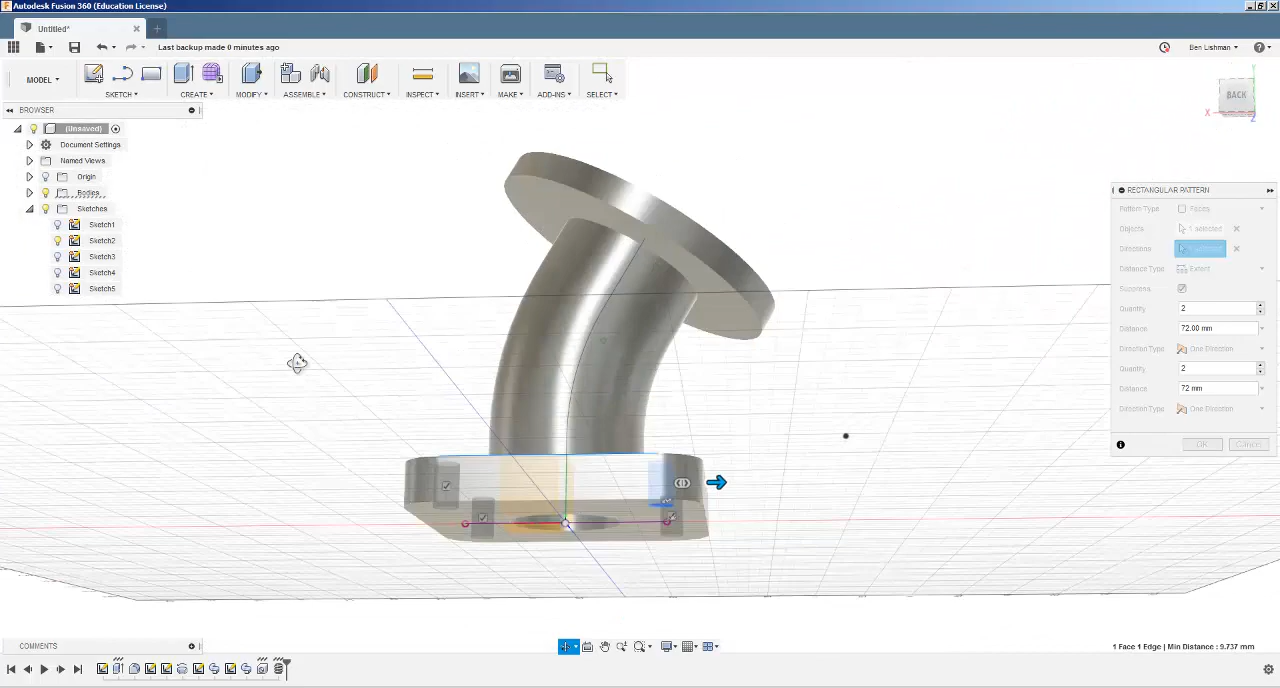 Autodesk Fusion 360 (Education License)
Untitled*
Last backup made 0 minutes ago
Ben Lishman
MODEL
SKETCH
CREATE
MODIFY
ASSEMBLE
CONSTRUCT
INSPECT
INSERT
MAKE
ADD-INS
SELECT
BROWSER
(Unsaved)
Document Settings
Named Views
Origin
Bodies
Sketches
Sketch1
Sketch2
Sketch3
Sketch4
Sketch5
BACK
X
Y
Z
RECTANGULAR PATTERN
Pattern Type Faces
Objects 1 selected
Directions
Distance Type Extent
Suppress
Quantity 2
Distance 72.00 mm
Direction Type One Direction
Quantity 2
Distance 72 mm
Direction Type One Direction
OK Cancel
COMMENTS
1 Face 1 Edge | Min Distance : 9.737 mm